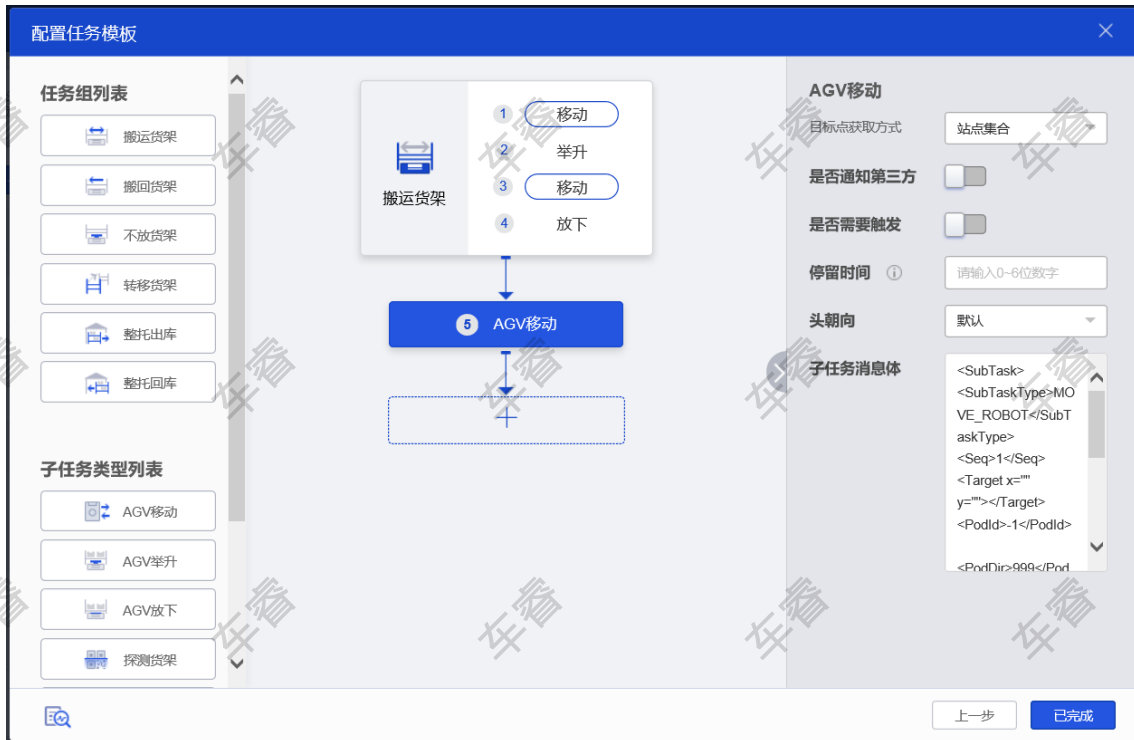 配置任务模板
任务组列表
搬运货架
搬回货架
不放货架
转移货架
整托出库
整托回库
子任务类型列表
AGV移动
AGV举升
AGV放下
探测货架
搬运货架
1 移动
2 举升
3 移动
4 放下
5 AGV移动
AGV移动
目标点获取方式
站点集合
是否通知第三方
是否需要触发
停留时间
请输入0~6位数字
头朝向
默认
子任务消息体
<SubTask>
<SubTaskType>MO
VE_ROBOT</SubT
askType>
<Seq>1</Seq>
<Target x=""
y=""></Target>
<PodId>-1</PodId>
<PodDir>999</Pod
上一步
已完成